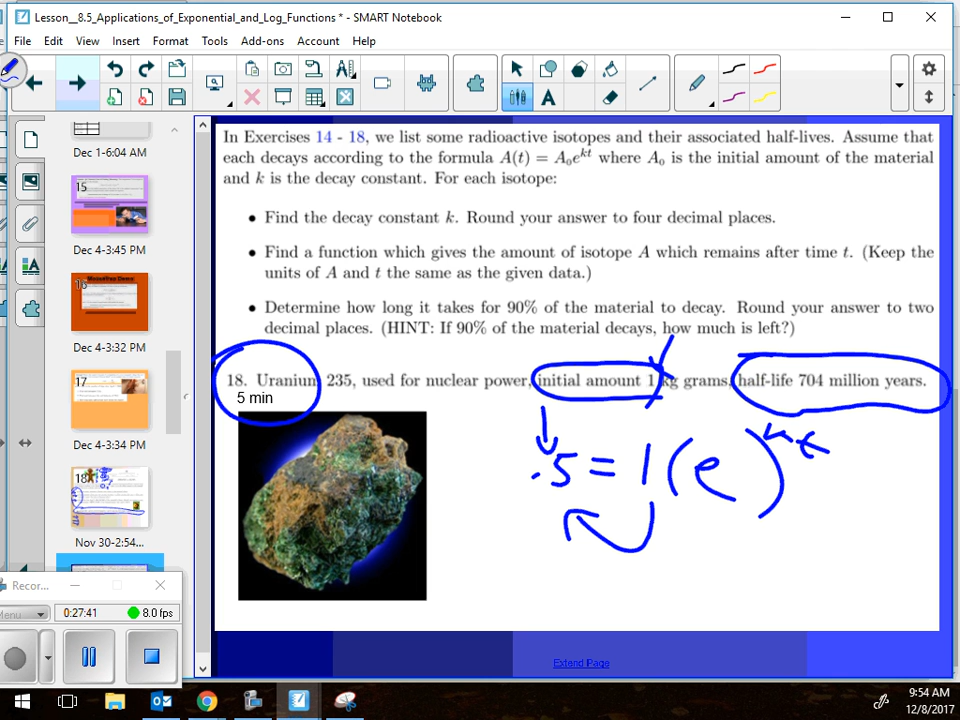 Lesson__8.5_Applications_of_Exponential_and_Log_Functions * - SMART Notebook
File Edit View Insert Format Tools Add-ons Account Help
Dec 1-6:04 AM
15
Dec 4-3:45 PM
16
Dec 4-3:32 PM
17
Dec 4-3:34 PM
18
Nov 30-2:54...
In Exercises 14 - 18, we list some radioactive isotopes and their associated half-lives. Assume that
each decays according to the formula A(t) = A₀eᵏᵗ where A₀ is the initial amount of the material
and k is the decay constant. For each isotope:
• Find the decay constant k. Round your answer to four decimal places.
• Find a function which gives the amount of isotope A which remains after time t. (Keep the
units of A and t the same as the given data.)
• Determine how long it takes for 90% of the material to decay. Round your answer to two
decimal places. (HINT: If 90% of the material decays, how much is left?)
18. Uranium 235, used for nuclear power, initial amount 1 kg grams, half-life 704 million years.
5 min
.5 = 1(e)ᵏᵗ
Extend Page
Recor...
Menu
0:27:41
8.0 fps
9:54 AM
12/8/2017